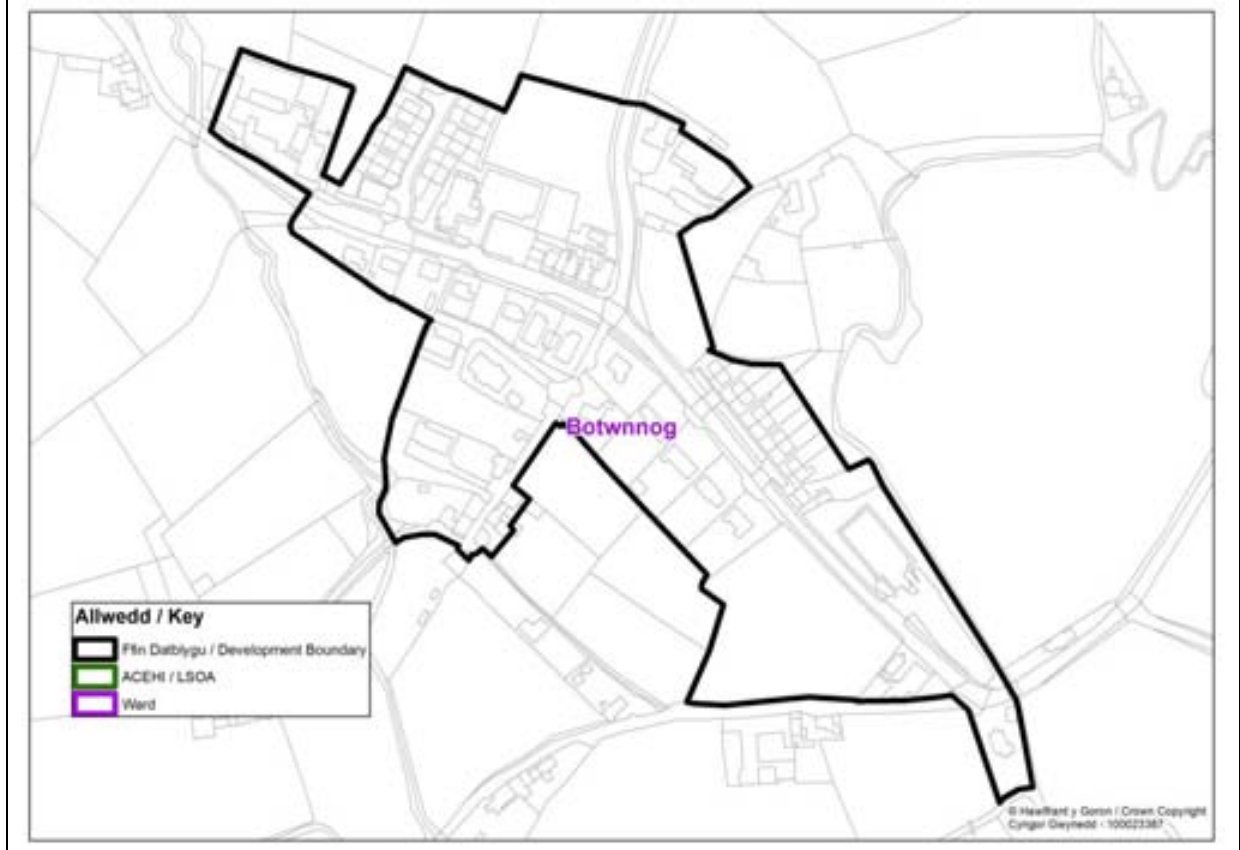 Botwnnog
Allwedd / Key
Ffin Datblygu / Development Boundary
ACEHI / LSOA
Ward
© Hawlfraint y Goron / Crown Copyright
Cyngor Gwynedd - 100023387